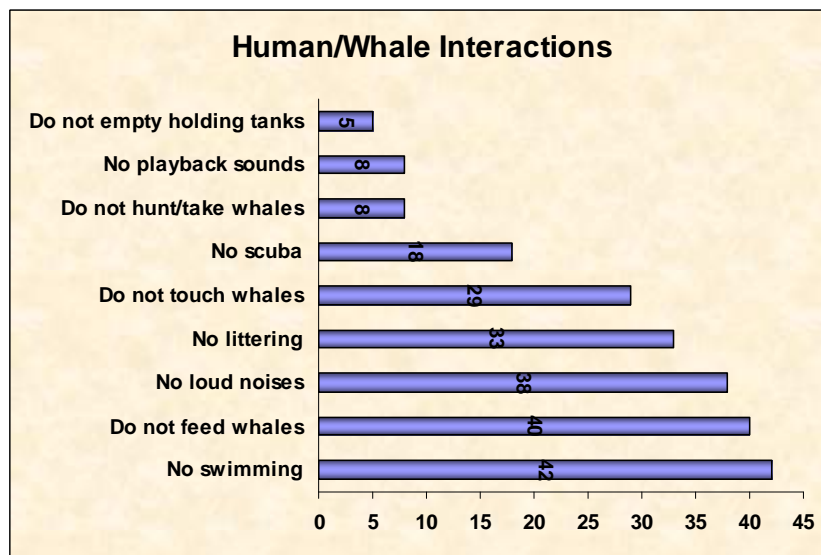 Human/Whale Interactions
Do not empty holding tanks 5
No playback sounds 8
Do not hunt/take whales 8
No scuba 18
Do not touch whales 29
No littering 33
No loud noises 38
Do not feed whales 40
No swimming 42
0 5 10 15 20 25 30 35 40 45